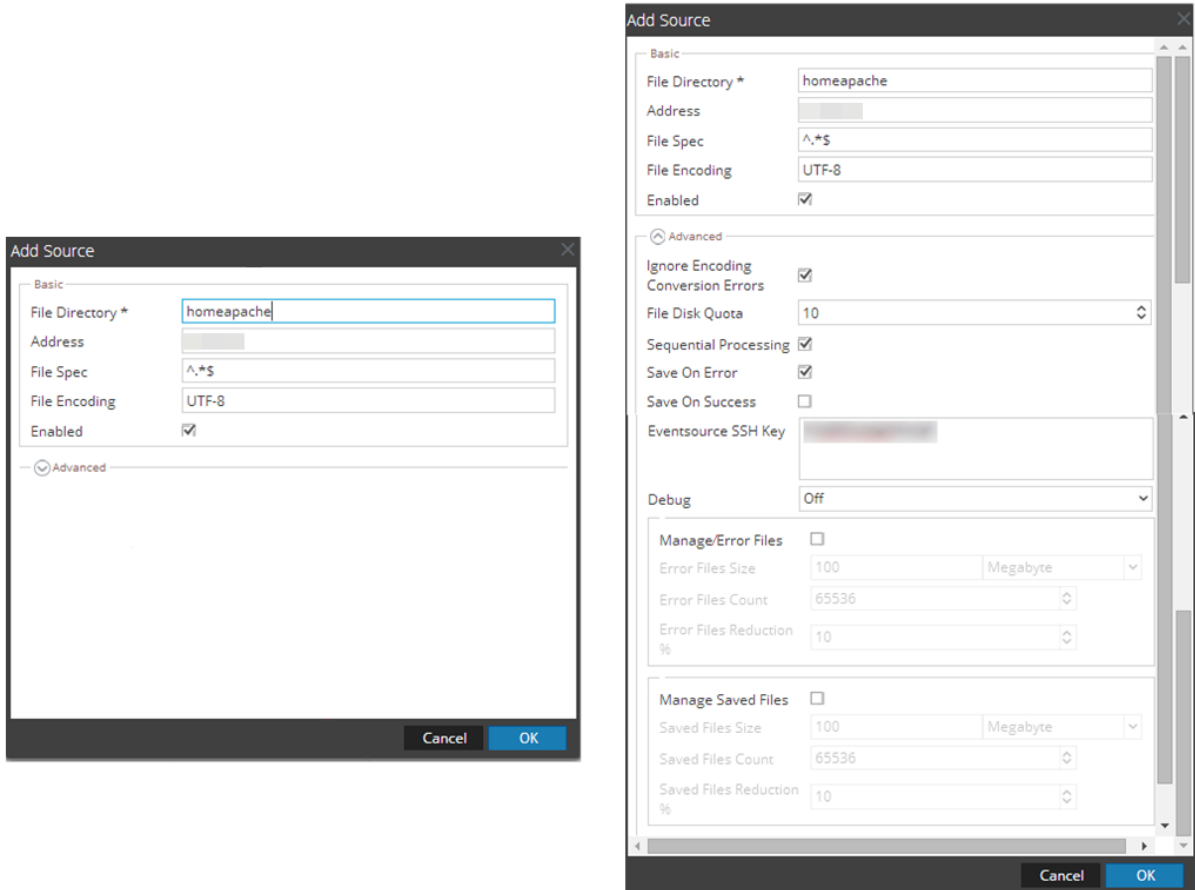 Add Source
Basic
File Directory * homeapache
Address
File Spec ^.*$
File Encoding UTF-8
Enabled
Advanced
Cancel OK
Add Source
Basic
File Directory * homeapache
Address
File Spec ^.*$
File Encoding UTF-8
Enabled
Advanced
Ignore Encoding
Conversion Errors
File Disk Quota 10
Sequential Processing
Save On Error
Save On Success
Eventsource SSH Key
Debug Off
Manage/Error Files
Error Files Size 100 Megabyte
Error Files Count 65536
Error Files Reduction
% 10
Manage Saved Files
Saved Files Size 100 Megabyte
Saved Files Count 65536
Saved Files Reduction
% 10
Cancel OK